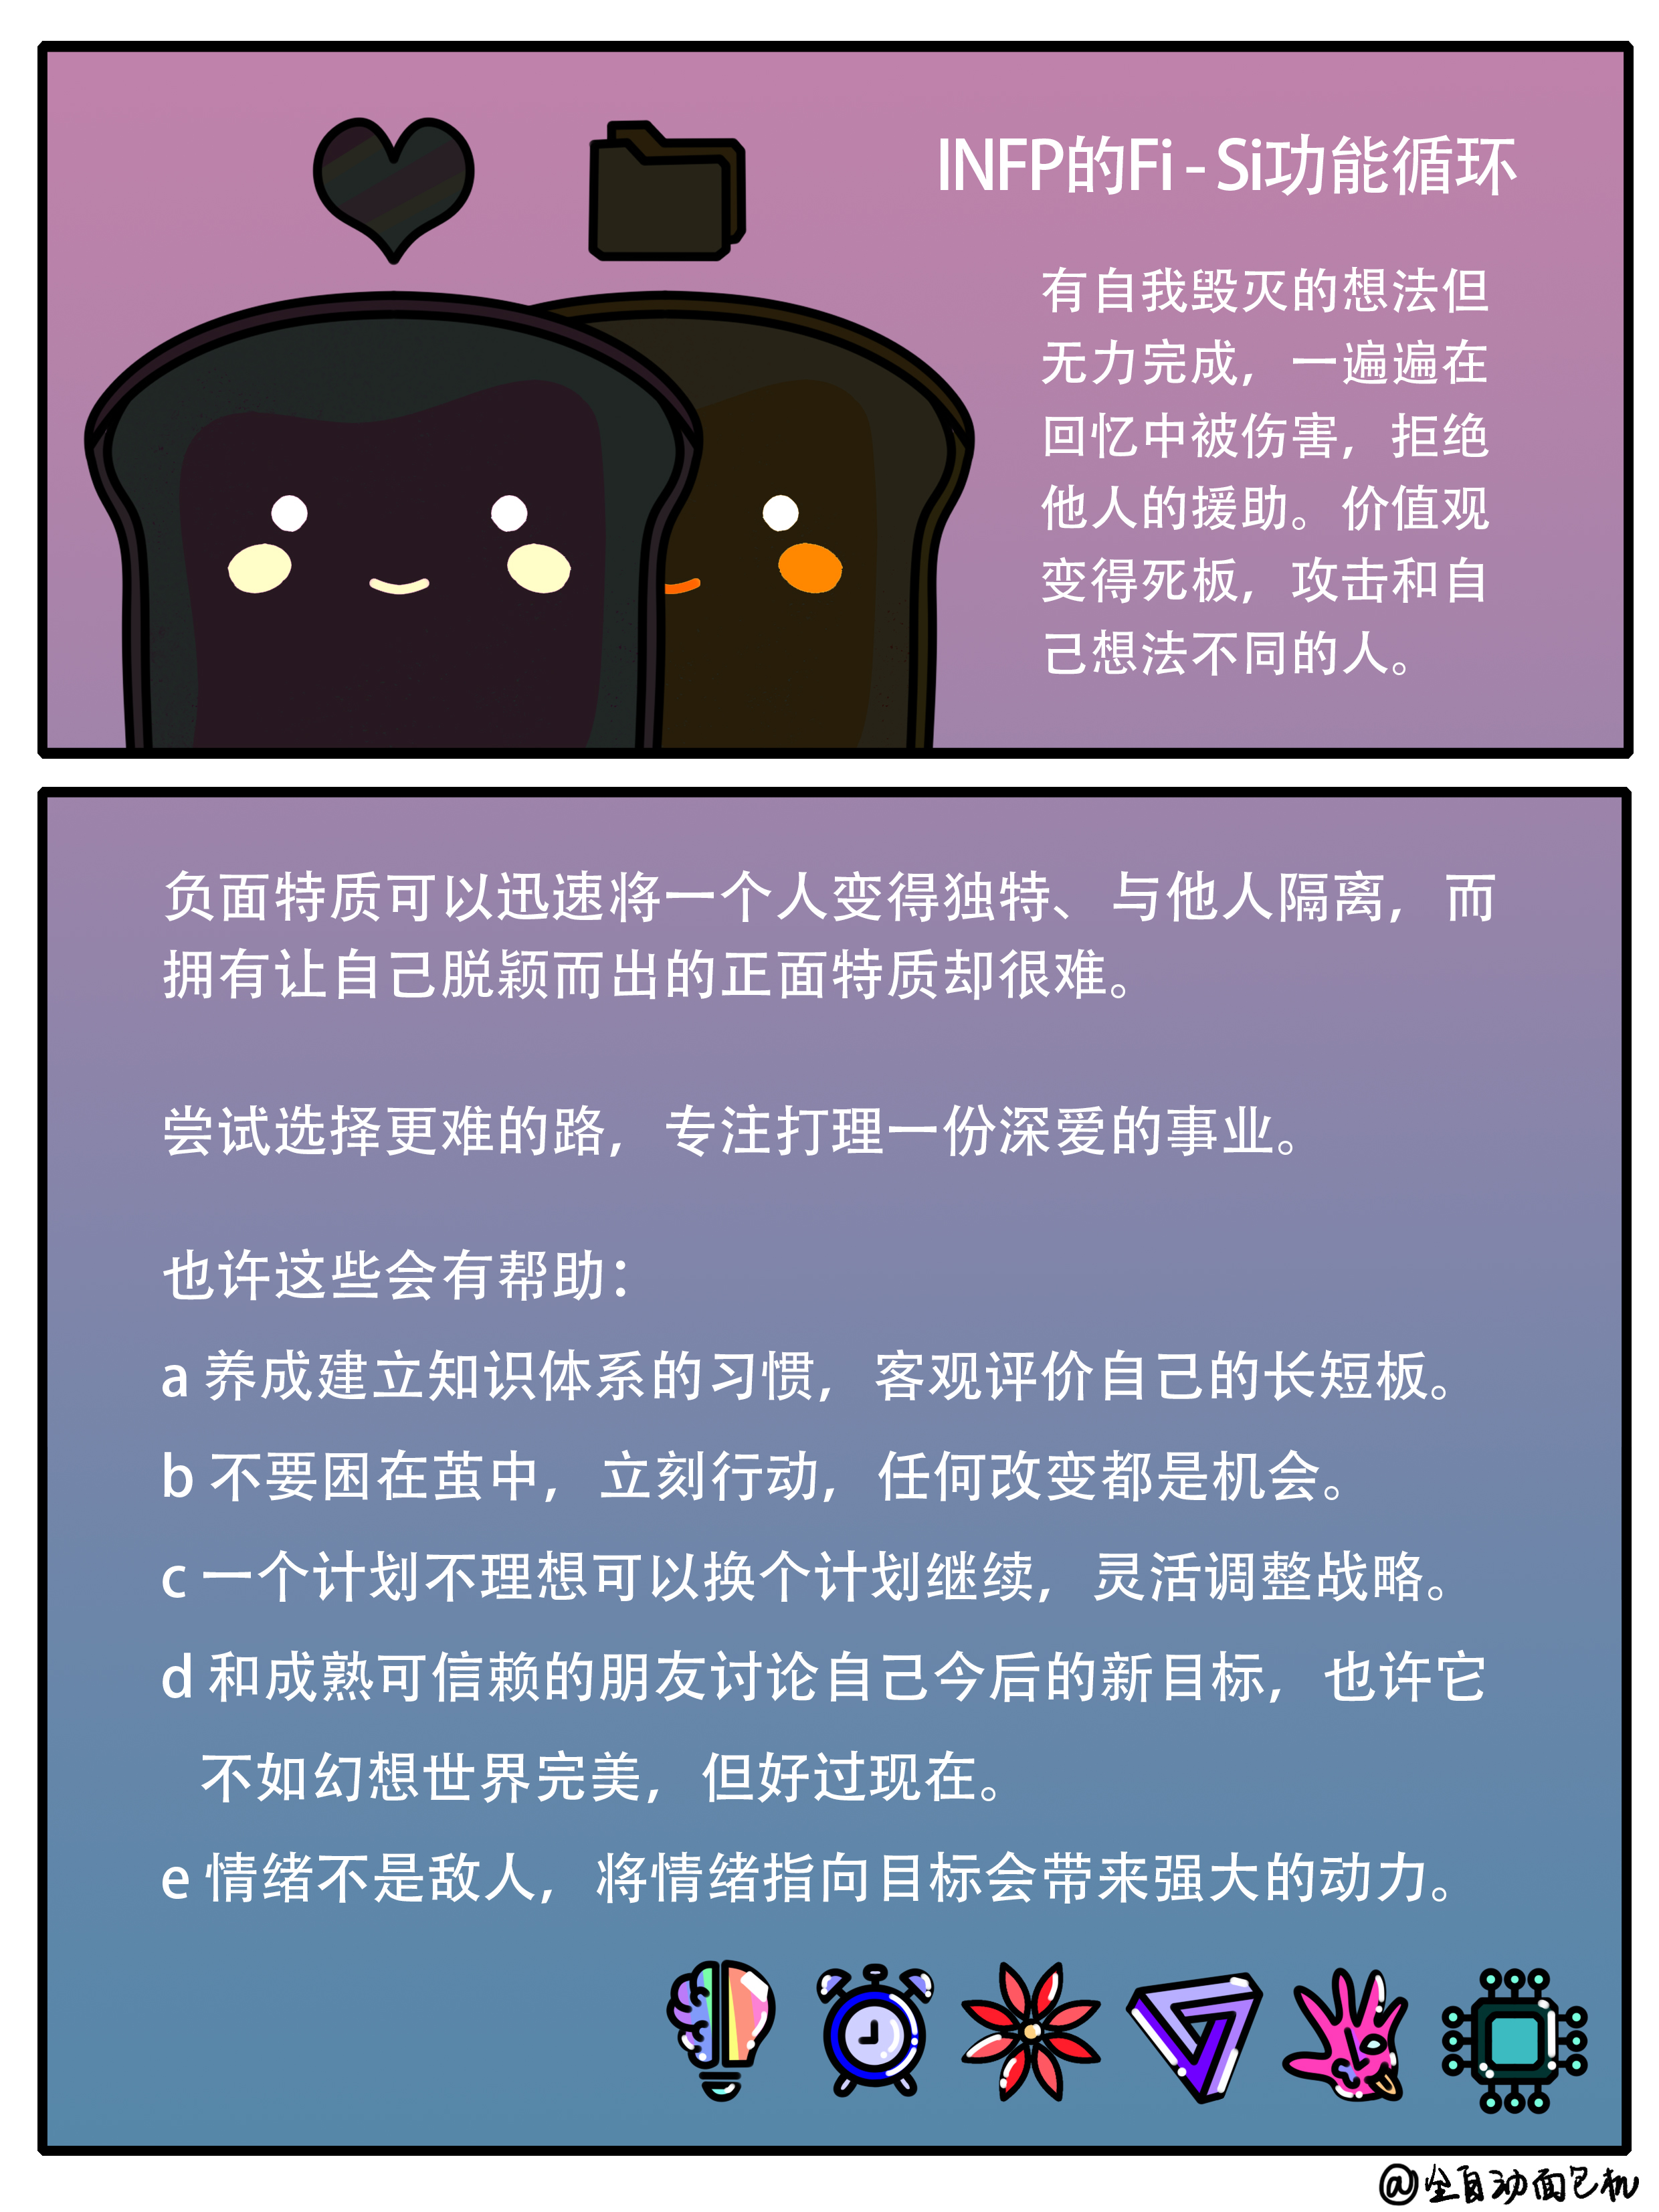 INFP的Fi - Si功能循环
有自我毁灭的想法但
无力完成，一遍遍在
回忆中被伤害，拒绝
他人的援助。价值观
变得死板，攻击和自
己想法不同的人。
负面特质可以迅速将一个人变得独特、与他人隔离，而
拥有让自己脱颖而出的正面特质却很难。
尝试选择更难的路，专注打理一份深爱的事业。
也许这些会有帮助：
a 养成建立知识体系的习惯，客观评价自己的长短板。
b 不要困在茧中，立刻行动，任何改变都是机会。
c 一个计划不理想可以换个计划继续，灵活调整战略。
d 和成熟可信赖的朋友讨论自己今后的新目标，也许它
不如幻想世界完美，但好过现在。
e 情绪不是敌人，将情绪指向目标会带来强大的动力。
@全自动面包机